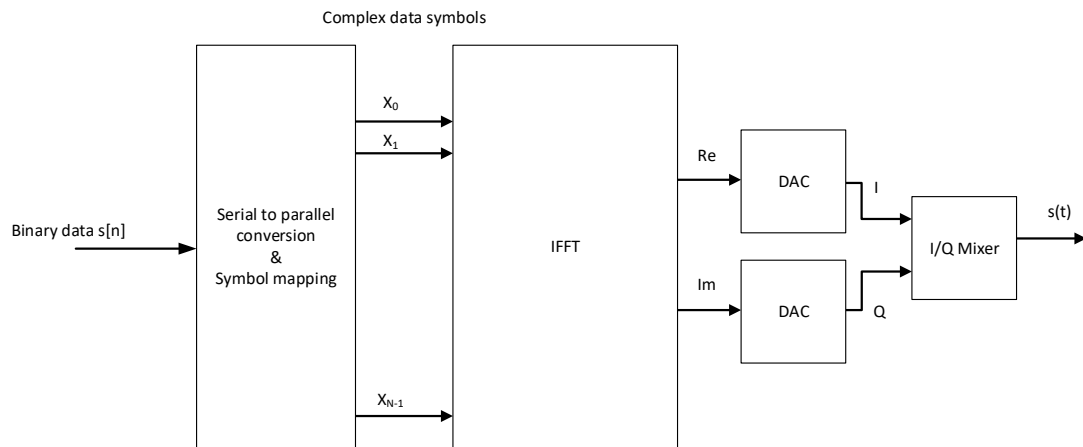 Complex data symbols
X0
X1
Re
DAC
I
s(t)
Binary data s[n]
Serial to parallel
conversion
&
Symbol mapping
IFFT
I/Q Mixer
Im
DAC
Q
XN-1